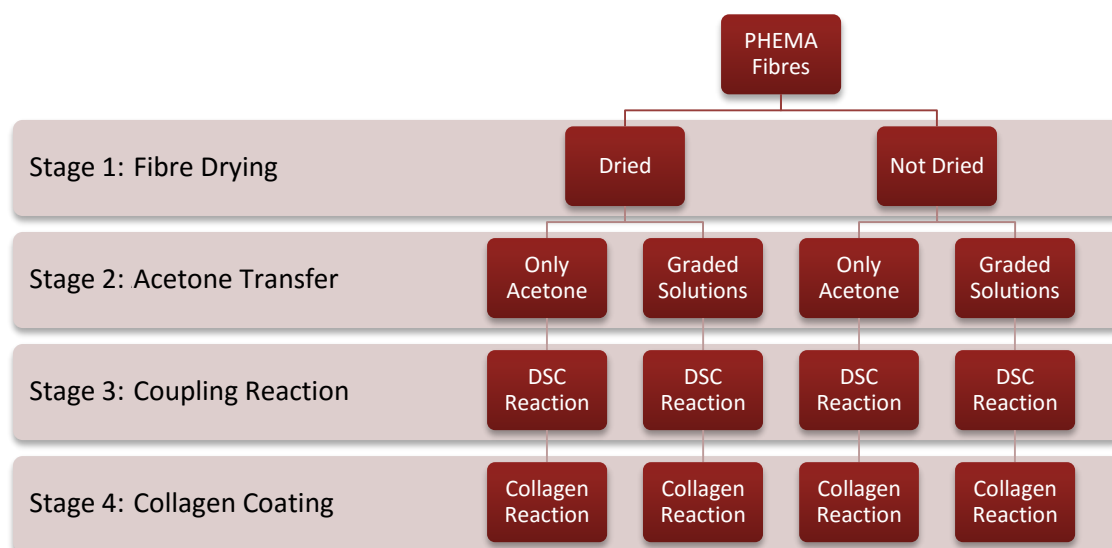 PHEMA
Fibres
Stage 1: Fibre Drying
Dried
Not Dried
Stage 2: Acetone Transfer
Only
Acetone
Graded
Solutions
Only
Acetone
Graded
Solutions
Stage 3: Coupling Reaction
DSC
Reaction
DSC
Reaction
DSC
Reaction
DSC
Reaction
Stage 4: Collagen Coating
Collagen
Reaction
Collagen
Reaction
Collagen
Reaction
Collagen
Reaction